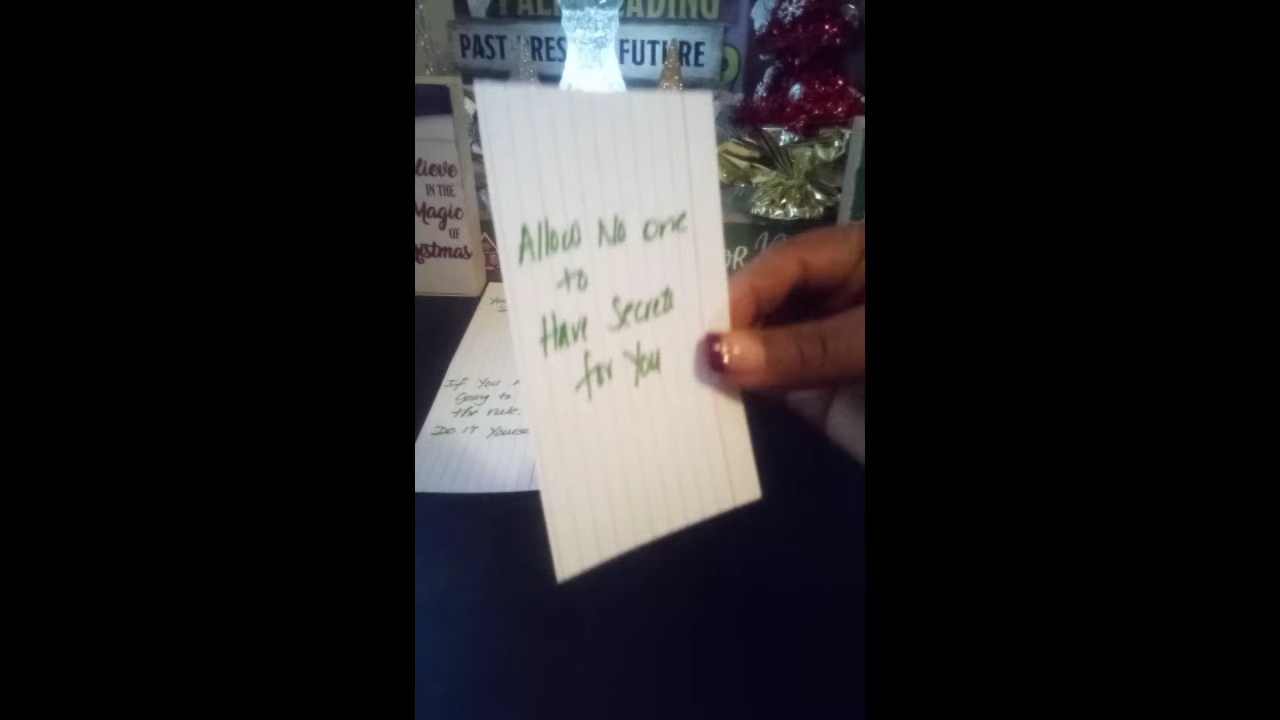 PAST PRES FUTURE
lieve
IN THE
Magic
OF
istmas
OR
Allow No one
to
Have Secrets
for You
If You
Going to
the rule.
Do IT Yourse